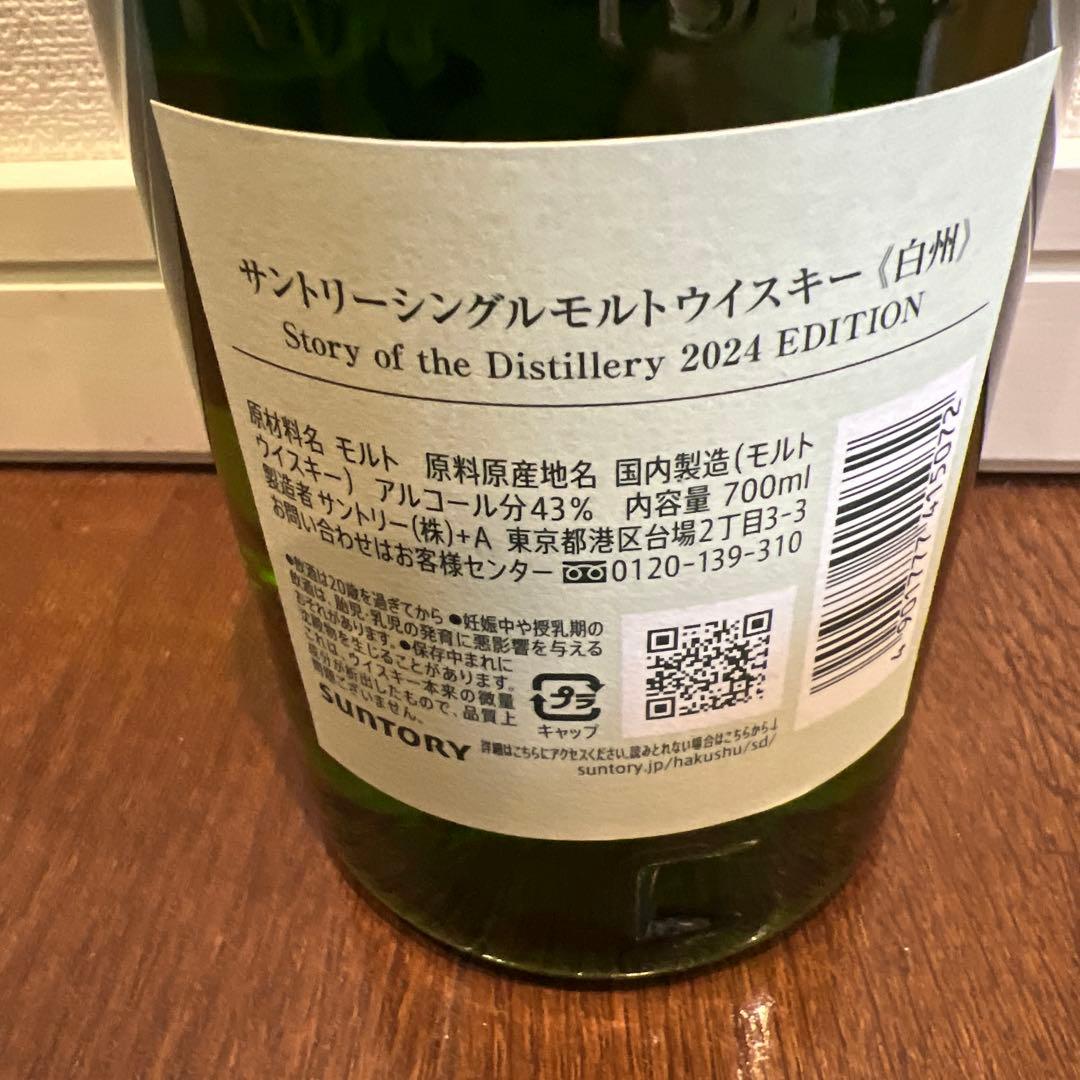 サントリーシングルモルトウイスキー《白州》
Story of the Distillery 2024 EDITION
原材料名 モルト 原料原産地名 国内製造(モルト
ウイスキー) アルコール分43% 内容量 700ml
製造者 サントリー(株)+A 東京都港区台場2丁目3-3
お問い合わせはお客様センター 0120-139-310
●飲酒は20歳を過ぎてから ●妊娠中や授乳期の
飲酒は、胎児・乳児の発育に悪影響を与える
おそれがあります。 ●保存中まれに
沈殿物を生じることがあります。
これは、ウイスキー本来の微量
成分が析出したもので、品質上
問題ございません。
プラ
キャップ
SUNTORY
詳細はこちらにアクセスください。読みとれない場合はこちらから↓
suntory.jp/hakushu/sd/
4 901777 415072